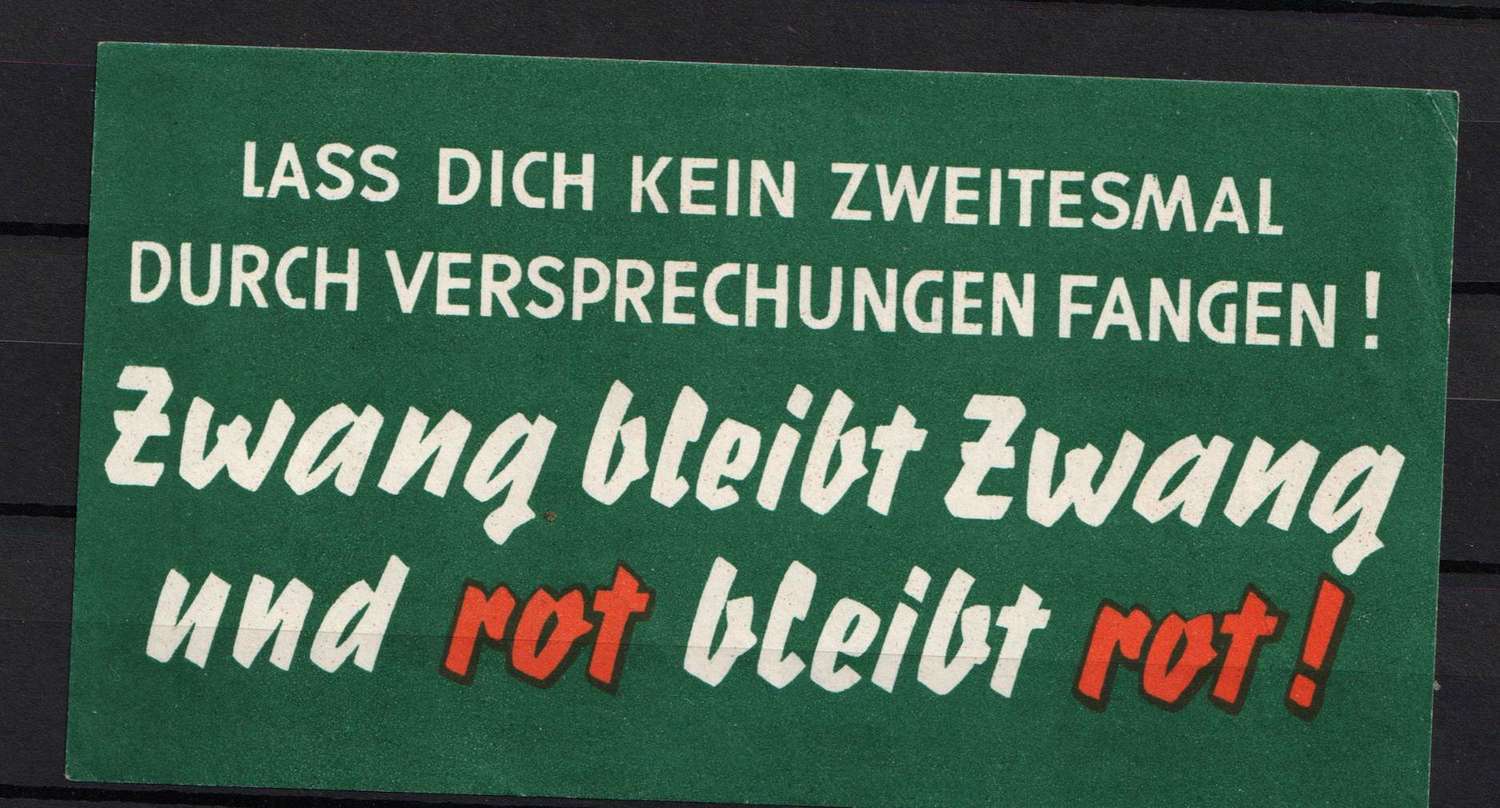 LASS DICH KEIN ZWEITESMAL
DURCH VERSPRECHUNGEN FANGEN!
Zwang bleibt Zwang
und rot bleibt rot!